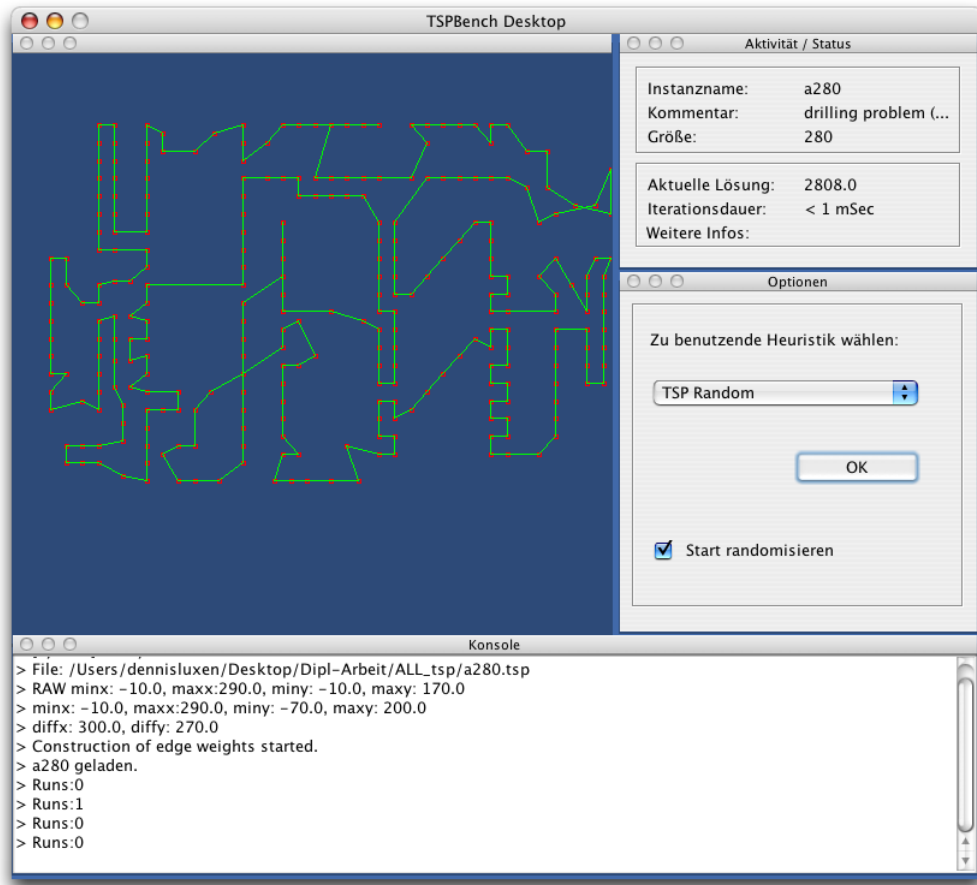 TSPBench Desktop
Aktivität / Status
Instanzname: a280
Kommentar: drilling problem (...
Größe: 280
Aktuelle Lösung: 2808.0
Iterationsdauer: < 1 mSec
Weitere Infos:
Optionen
Zu benutzende Heuristik wählen:
TSP Random
OK
Start randomisieren
Konsole
> File: /Users/dennisluxen/Desktop/Dipl-Arbeit/ALL_tsp/a280.tsp
> RAW minx: -10.0, maxx:290.0, miny: -10.0, maxy: 170.0
> minx: -10.0, maxx:290.0, miny: -70.0, maxy: 200.0
> diffx: 300.0, diffy: 270.0
> Construction of edge weights started.
> a280 geladen.
> Runs:0
> Runs:1
> Runs:0
> Runs:0